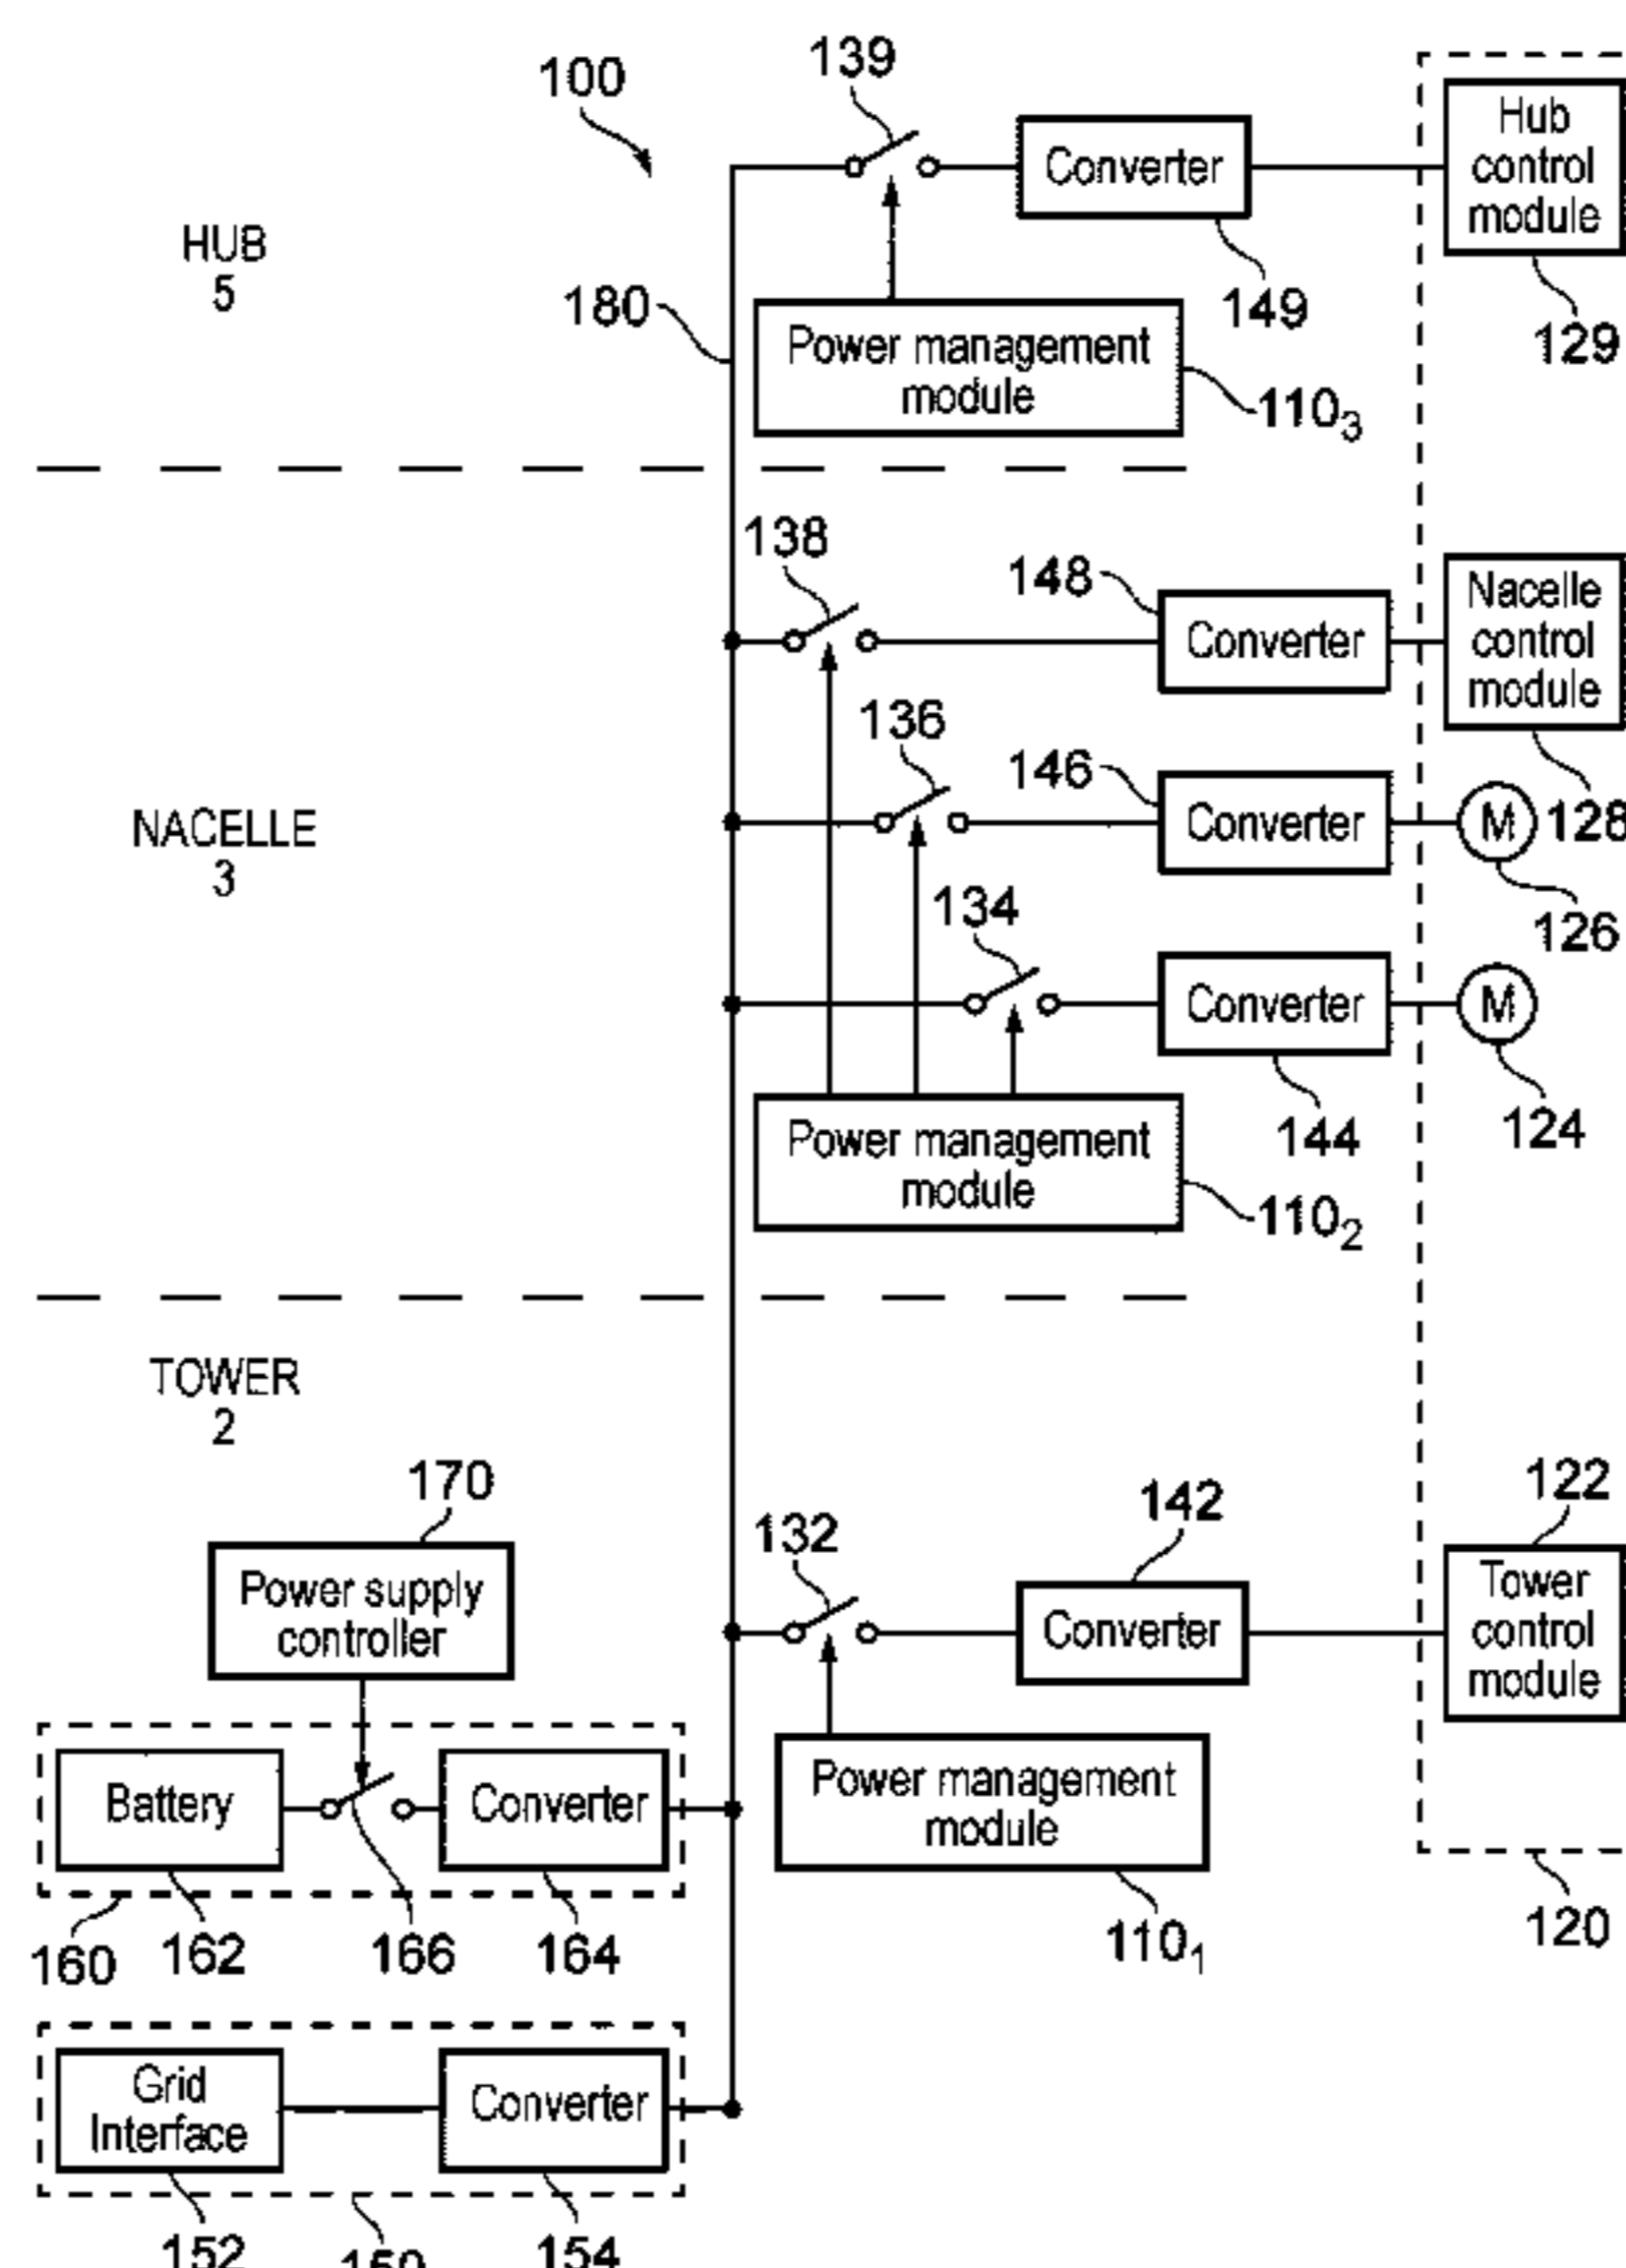 139
100
Hub
control
module
Converter
HUB
5
149
129
180
Power management
module
110₃
138
148
Nacelle
control
module
Converter
136
146
Converter
M
128
NACELLE
3
126
134
Converter
M
144
124
Power management
module
110₂
TOWER
2
170
142
122
132
Power supply
controller
Converter
Tower
control
module
Battery
Converter
Power management
module
160
162
166
164
110₁
120
Grid
Interface
Converter
152
150
154